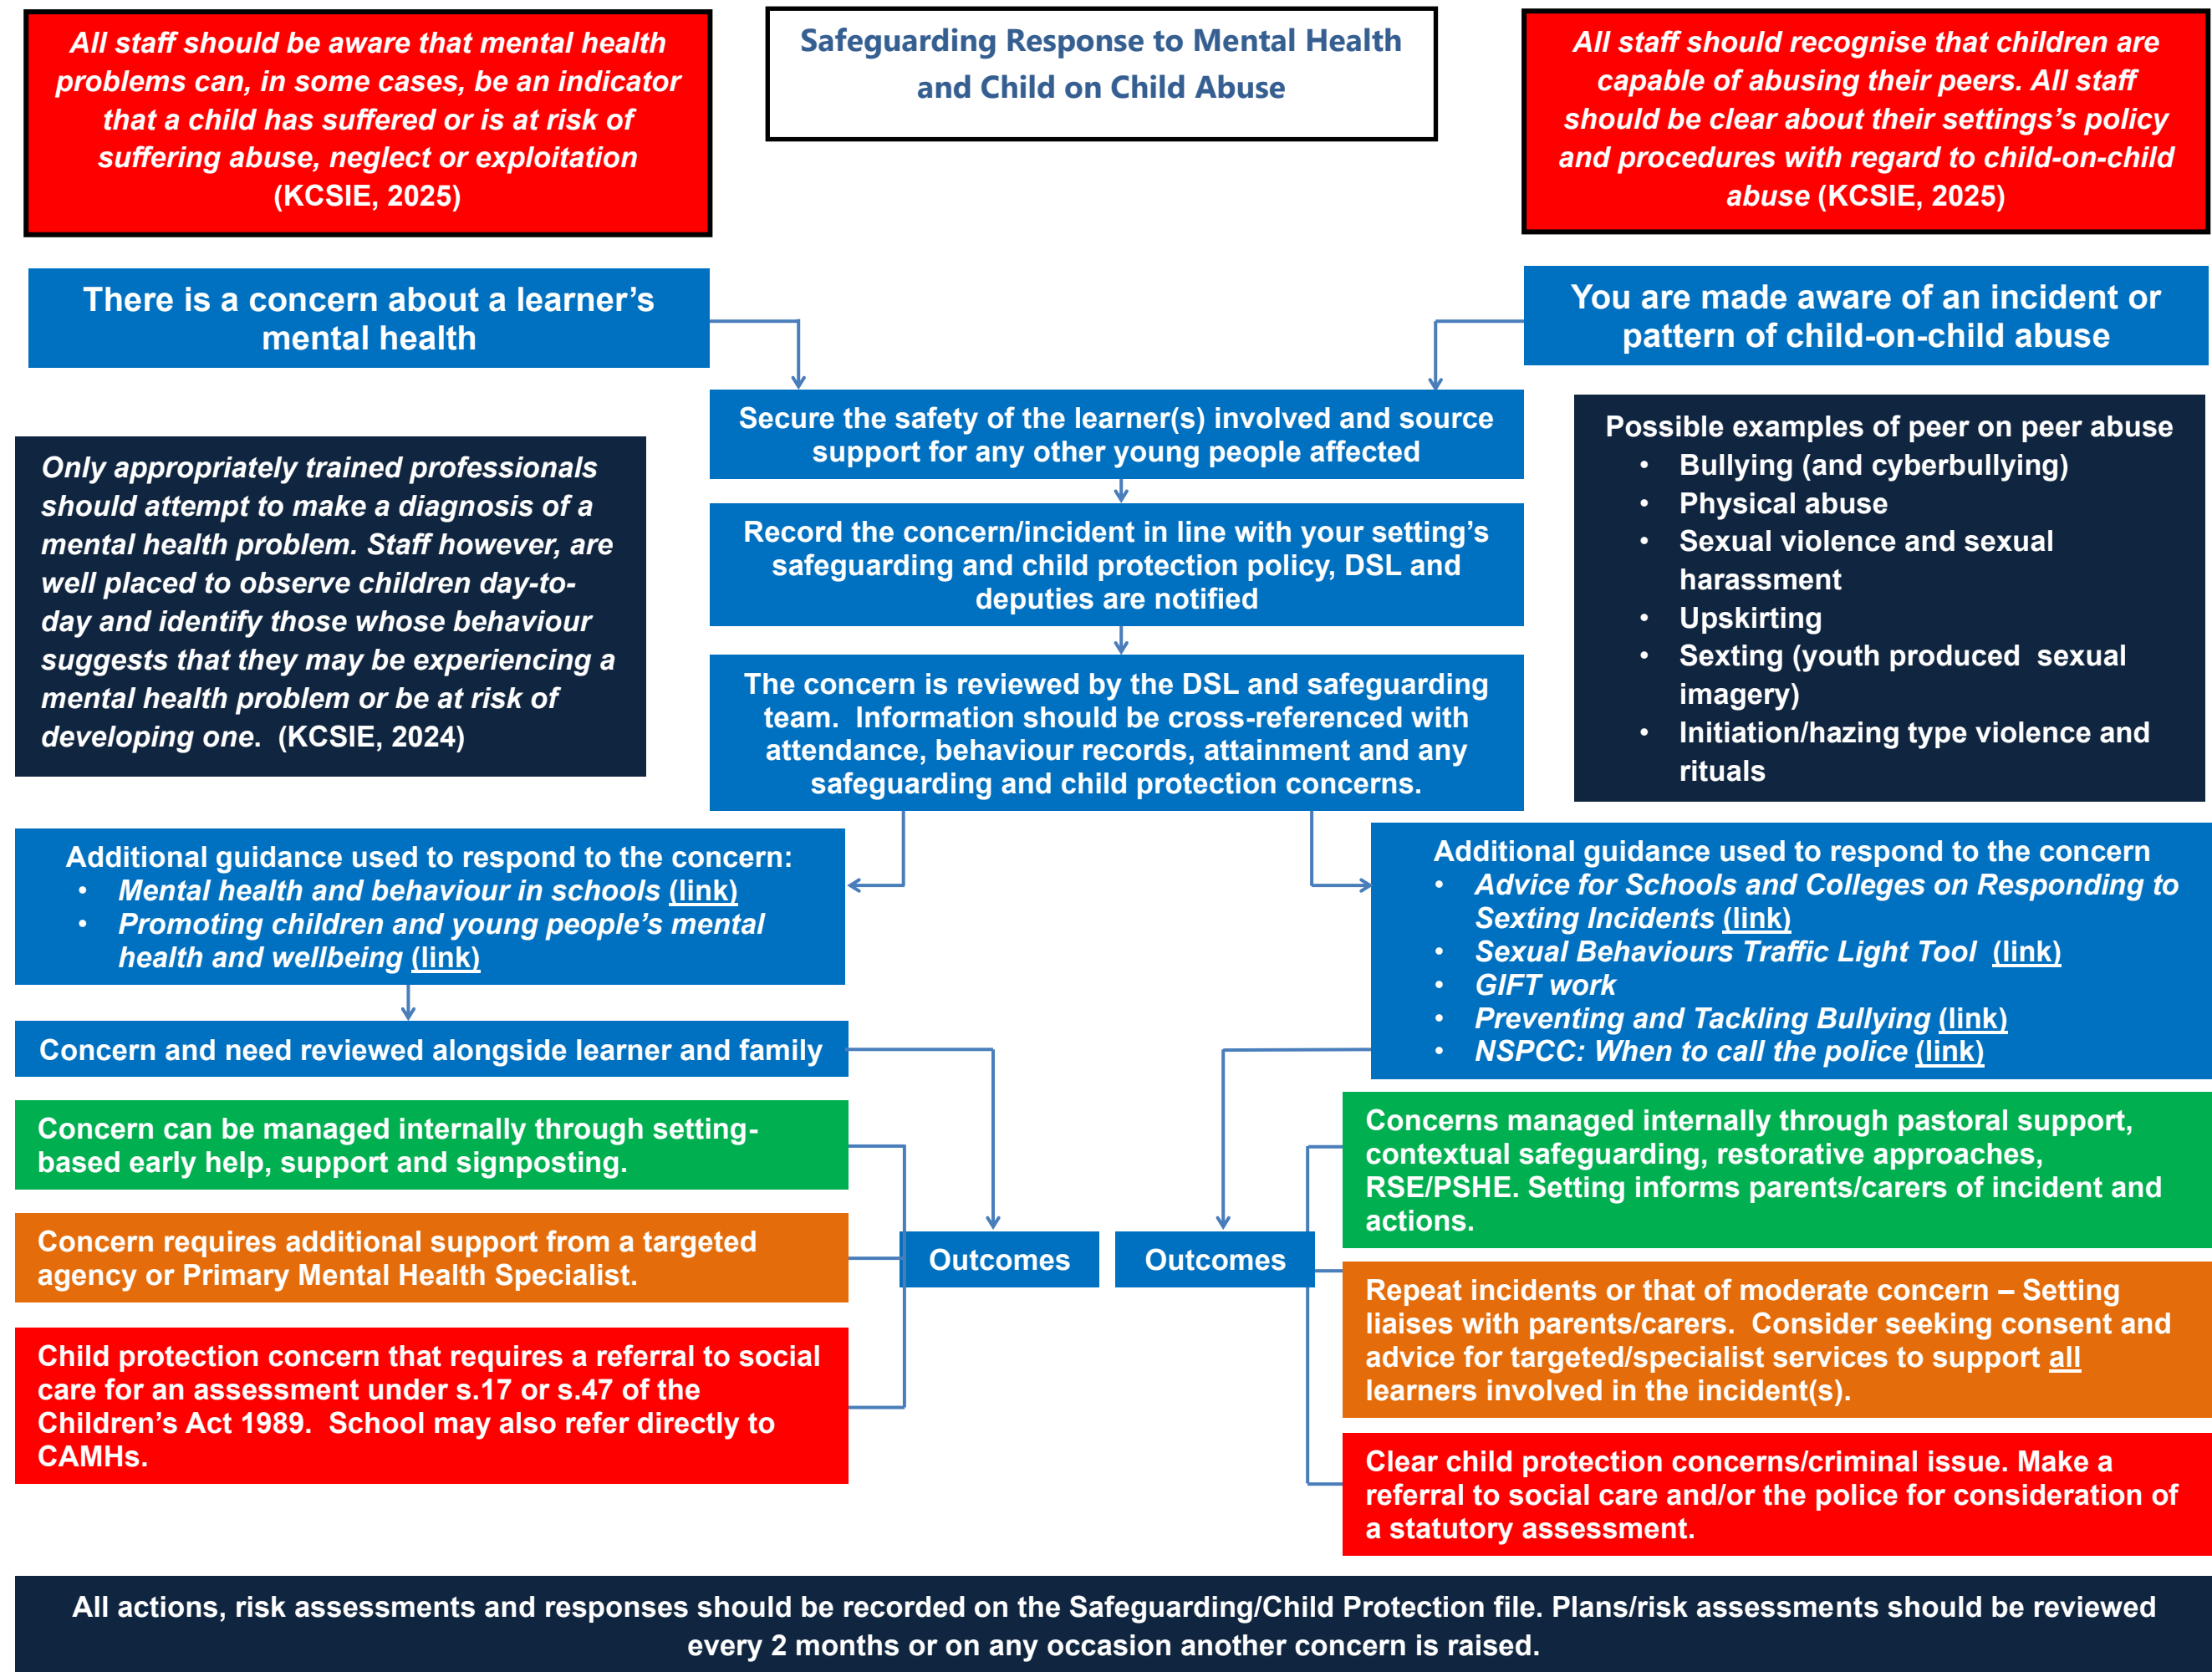 All staff should be aware that mental health
problems can, in some cases, be an indicator
that a child has suffered or is at risk of
suffering abuse, neglect or exploitation
(KCSIE, 2025)
Safeguarding Response to Mental Health
and Child on Child Abuse
All staff should recognise that children are
capable of abusing their peers. All staff
should be clear about their settings's policy
and procedures with regard to child-on-child
abuse (KCSIE, 2025)
There is a concern about a learner’s
mental health
You are made aware of an incident or
pattern of child-on-child abuse
Secure the safety of the learner(s) involved and source
support for any other young people affected
Only appropriately trained professionals
should attempt to make a diagnosis of a
mental health problem. Staff however, are
well placed to observe children day-to-
day and identify those whose behaviour
suggests that they may be experiencing a
mental health problem or be at risk of
developing one. (KCSIE, 2024)
Record the concern/incident in line with your setting’s
safeguarding and child protection policy, DSL and
deputies are notified
The concern is reviewed by the DSL and safeguarding
team. Information should be cross-referenced with
attendance, behaviour records, attainment and any
safeguarding and child protection concerns.
Possible examples of peer on peer abuse
• Bullying (and cyberbullying)
• Physical abuse
• Sexual violence and sexual
harassment
• Upskirting
• Sexting (youth produced sexual
imagery)
• Initiation/hazing type violence and
rituals
Additional guidance used to respond to the concern:
• Mental health and behaviour in schools (link)
• Promoting children and young people’s mental
health and wellbeing (link)
Additional guidance used to respond to the concern
• Advice for Schools and Colleges on Responding to
Sexting Incidents (link)
• Sexual Behaviours Traffic Light Tool (link)
• GIFT work
• Preventing and Tackling Bullying (link)
• NSPCC: When to call the police (link)
Concern and need reviewed alongside learner and family
Concern can be managed internally through setting-
based early help, support and signposting.
Concern requires additional support from a targeted
agency or Primary Mental Health Specialist.
Child protection concern that requires a referral to social
care for an assessment under s.17 or s.47 of the
Children’s Act 1989. School may also refer directly to
CAMHs.
Outcomes
Outcomes
Concerns managed internally through pastoral support,
contextual safeguarding, restorative approaches,
RSE/PSHE. Setting informs parents/carers of incident and
actions.
Repeat incidents or that of moderate concern – Setting
liaises with parents/carers. Consider seeking consent and
advice for targeted/specialist services to support all
learners involved in the incident(s).
Clear child protection concerns/criminal issue. Make a
referral to social care and/or the police for consideration of
a statutory assessment.
All actions, risk assessments and responses should be recorded on the Safeguarding/Child Protection file. Plans/risk assessments should be reviewed
every 2 months or on any occasion another concern is raised.